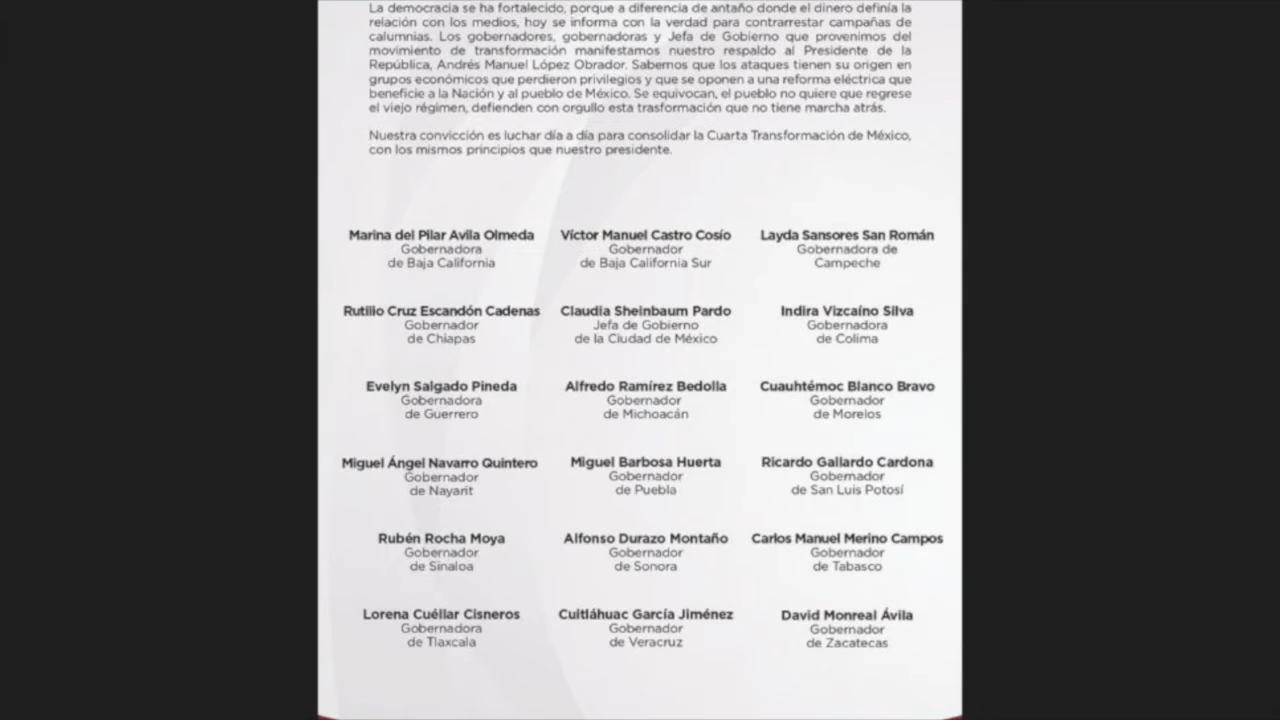 La democracia se ha fortalecido, porque a diferencia de antaño donde el dinero definía la
relación con los medios, hoy se informa con la verdad para contrarrestar campañas de
calumnias. Los gobernadores, gobernadoras y Jefa de Gobierno que provenimos del
movimiento de transformación manifestamos nuestro respaldo al Presidente de la
República, Andrés Manuel López Obrador. Sabemos que los ataques tienen su origen en
grupos económicos que perdieron privilegios y que se oponen a una reforma eléctrica que
beneficie a la Nación y al pueblo de México. Se equivocan, el pueblo no quiere que regrese
el viejo régimen, defienden con orgullo esta trasformación que no tiene marcha atrás.
Nuestra convicción es luchar día a día para consolidar la Cuarta Transformación de México,
con los mismos principios que nuestro presidente.
Marina del Pilar Avila Olmeda
Gobernadora
de Baja California
Víctor Manuel Castro Cosío
Gobernador
de Baja California Sur
Layda Sansores San Román
Gobernadora de
Campeche
Rutilio Cruz Escandón Cadenas
Gobernador
de Chiapas
Claudia Sheinbaum Pardo
Jefa de Gobierno
de la Ciudad de México
Indira Vizcaíno Silva
Gobernadora
de Colima
Evelyn Salgado Pineda
Gobernadora
de Guerrero
Alfredo Ramírez Bedolla
Gobernador
de Michoacán
Cuauhtémoc Blanco Bravo
Gobernador
de Morelos
Miguel Ángel Navarro Quintero
Gobernador
de Nayarit
Miguel Barbosa Huerta
Gobernador
de Puebla
Ricardo Gallardo Cardona
Gobernador
de San Luis Potosí
Rubén Rocha Moya
Gobernador
de Sinaloa
Alfonso Durazo Montaño
Gobernador
de Sonora
Carlos Manuel Merino Campos
Gobernador
de Tabasco
Lorena Cuéllar Cisneros
Gobernadora
de Tlaxcala
Cuitláhuac García Jiménez
Gobernador
de Veracruz
David Monreal Ávila
Gobernador
de Zacatecas